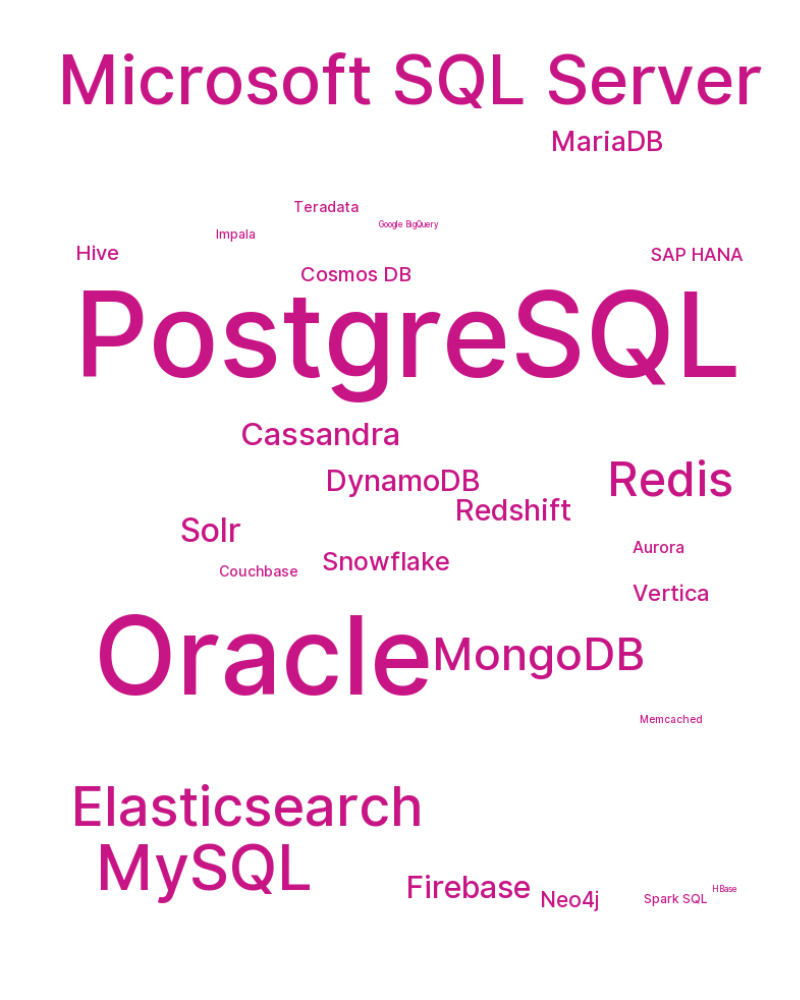 Microsoft SQL Server
MariaDB
Teradata
Google BigQuery
Impala
Hive
SAP HANA
Cosmos DB
PostgreSQL
Cassandra
DynamoDB
Redis
Redshift
Solr
Aurora
Snowflake
Couchbase
Vertica
Oracle
MongoDB
Memcached
Elasticsearch
MySQL
Firebase
HBase
Neo4j
Spark SQL